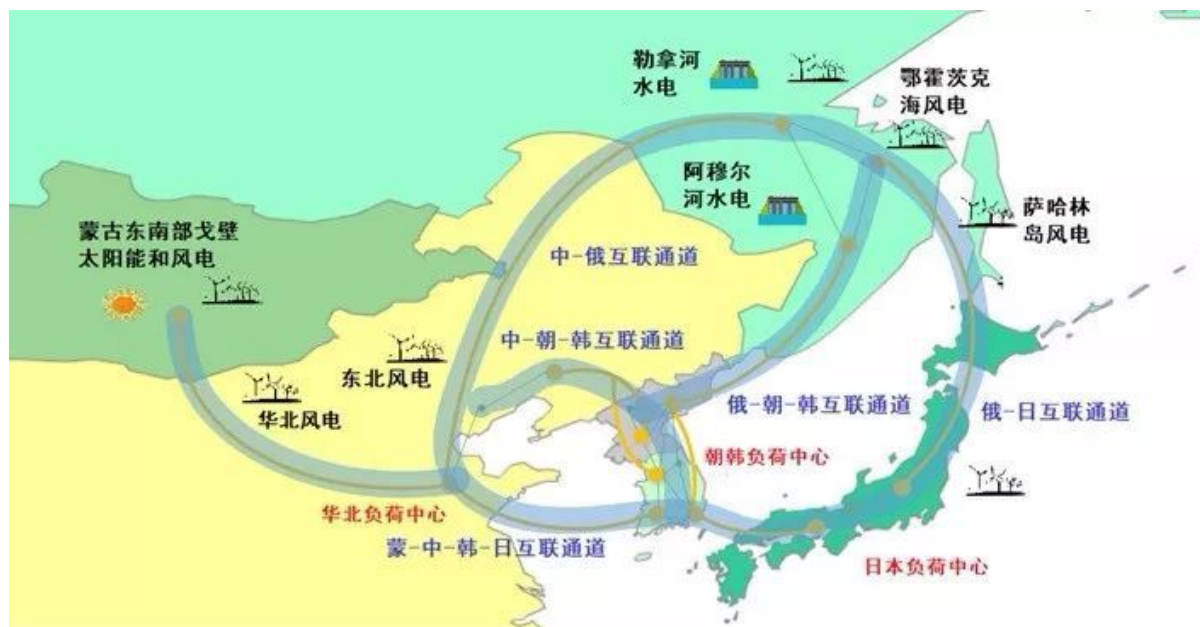 勒拿河
水电
鄂霍茨克
海风电
阿穆尔
河水电
萨哈林
岛风电
蒙古东南部戈壁
太阳能和风电
中-俄互联通道
中-朝-韩互联通道
东北风电
华北风电
俄-朝-韩互联通道
俄-日互联通道
朝韩负荷中心
华北负荷中心
蒙-中-韩-日互联通道
日本负荷中心